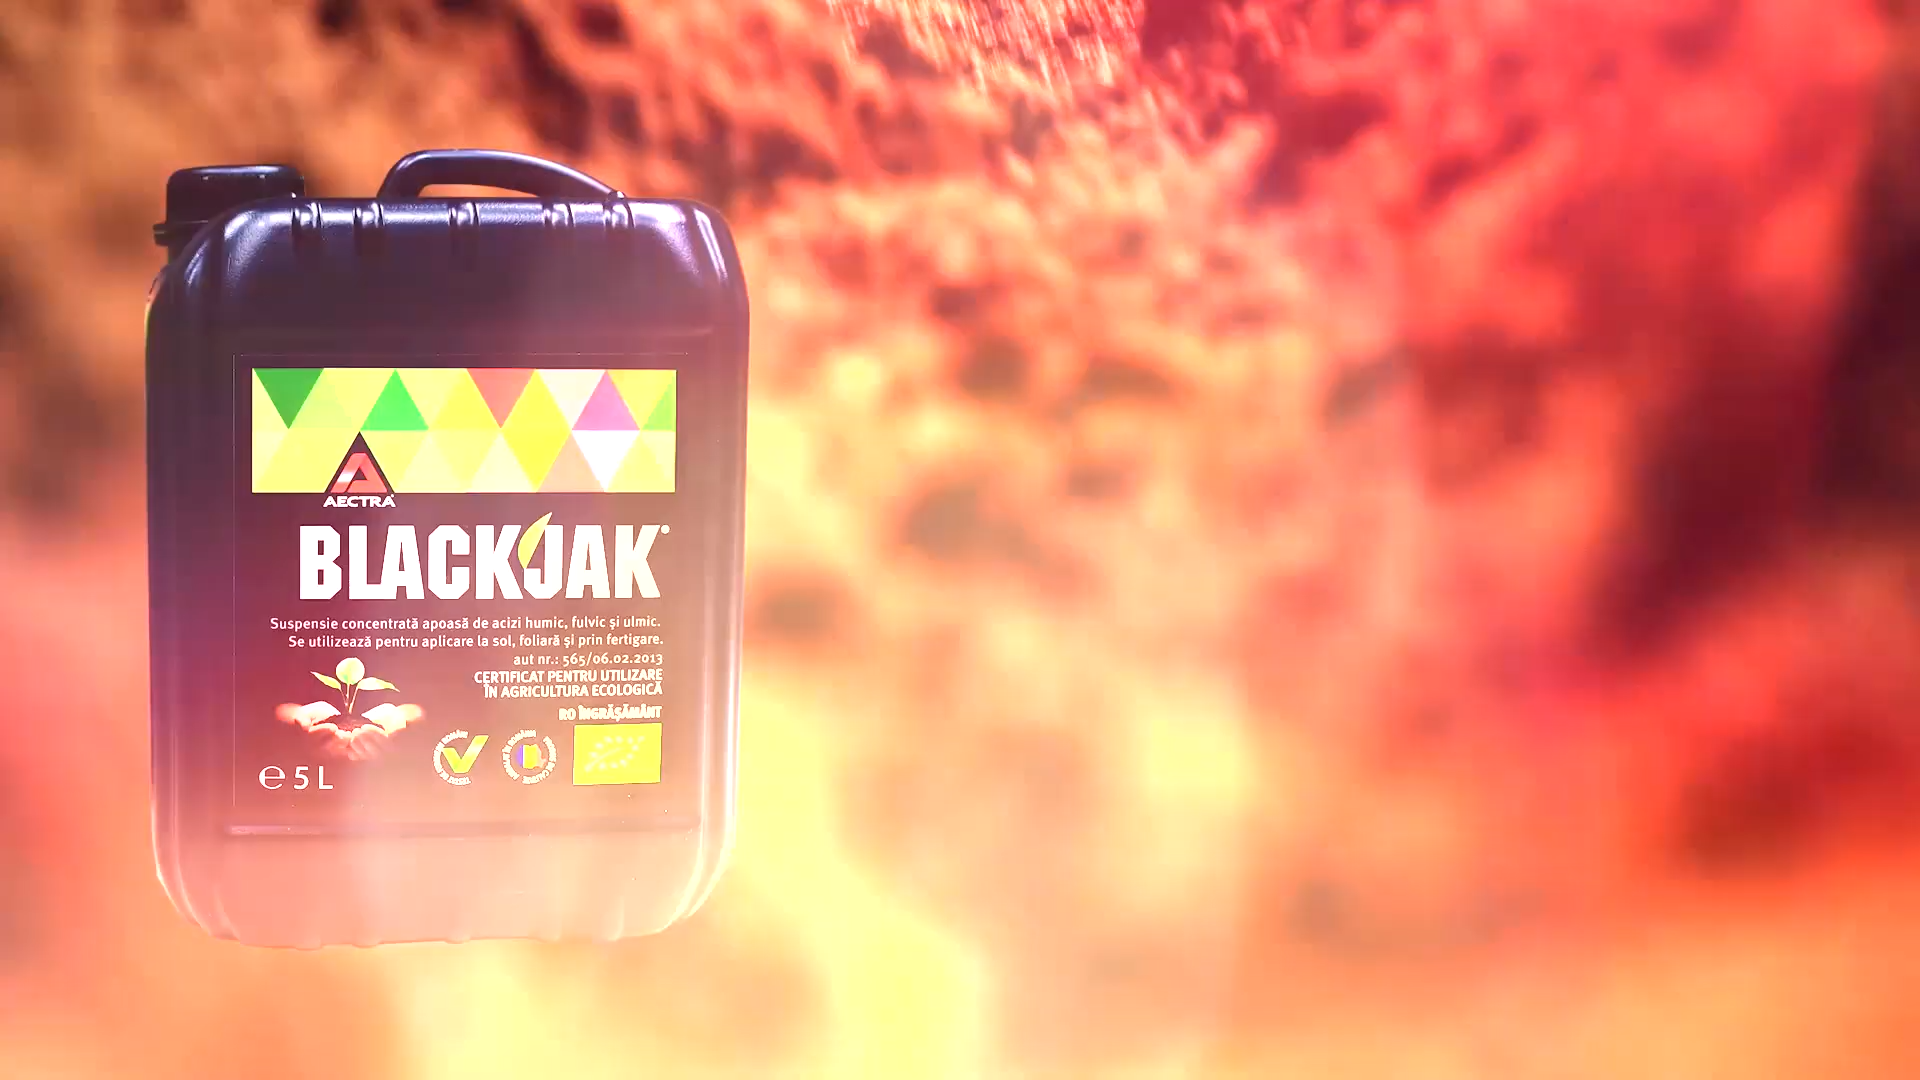 AECTRA
BLACKJAK®
Suspensie concentrată apoasă de acizi humic, fulvic și ulmic.
Se utilizează pentru aplicare la sol, foliară și prin fertigare.
aut nr.: 565/06.02.2013
CERTIFICAT PENTRU UTILIZARE
ÎN AGRICULTURA ECOLOGICĂ
RO ÎNGRĂȘĂMÂNT
℮ 5 L